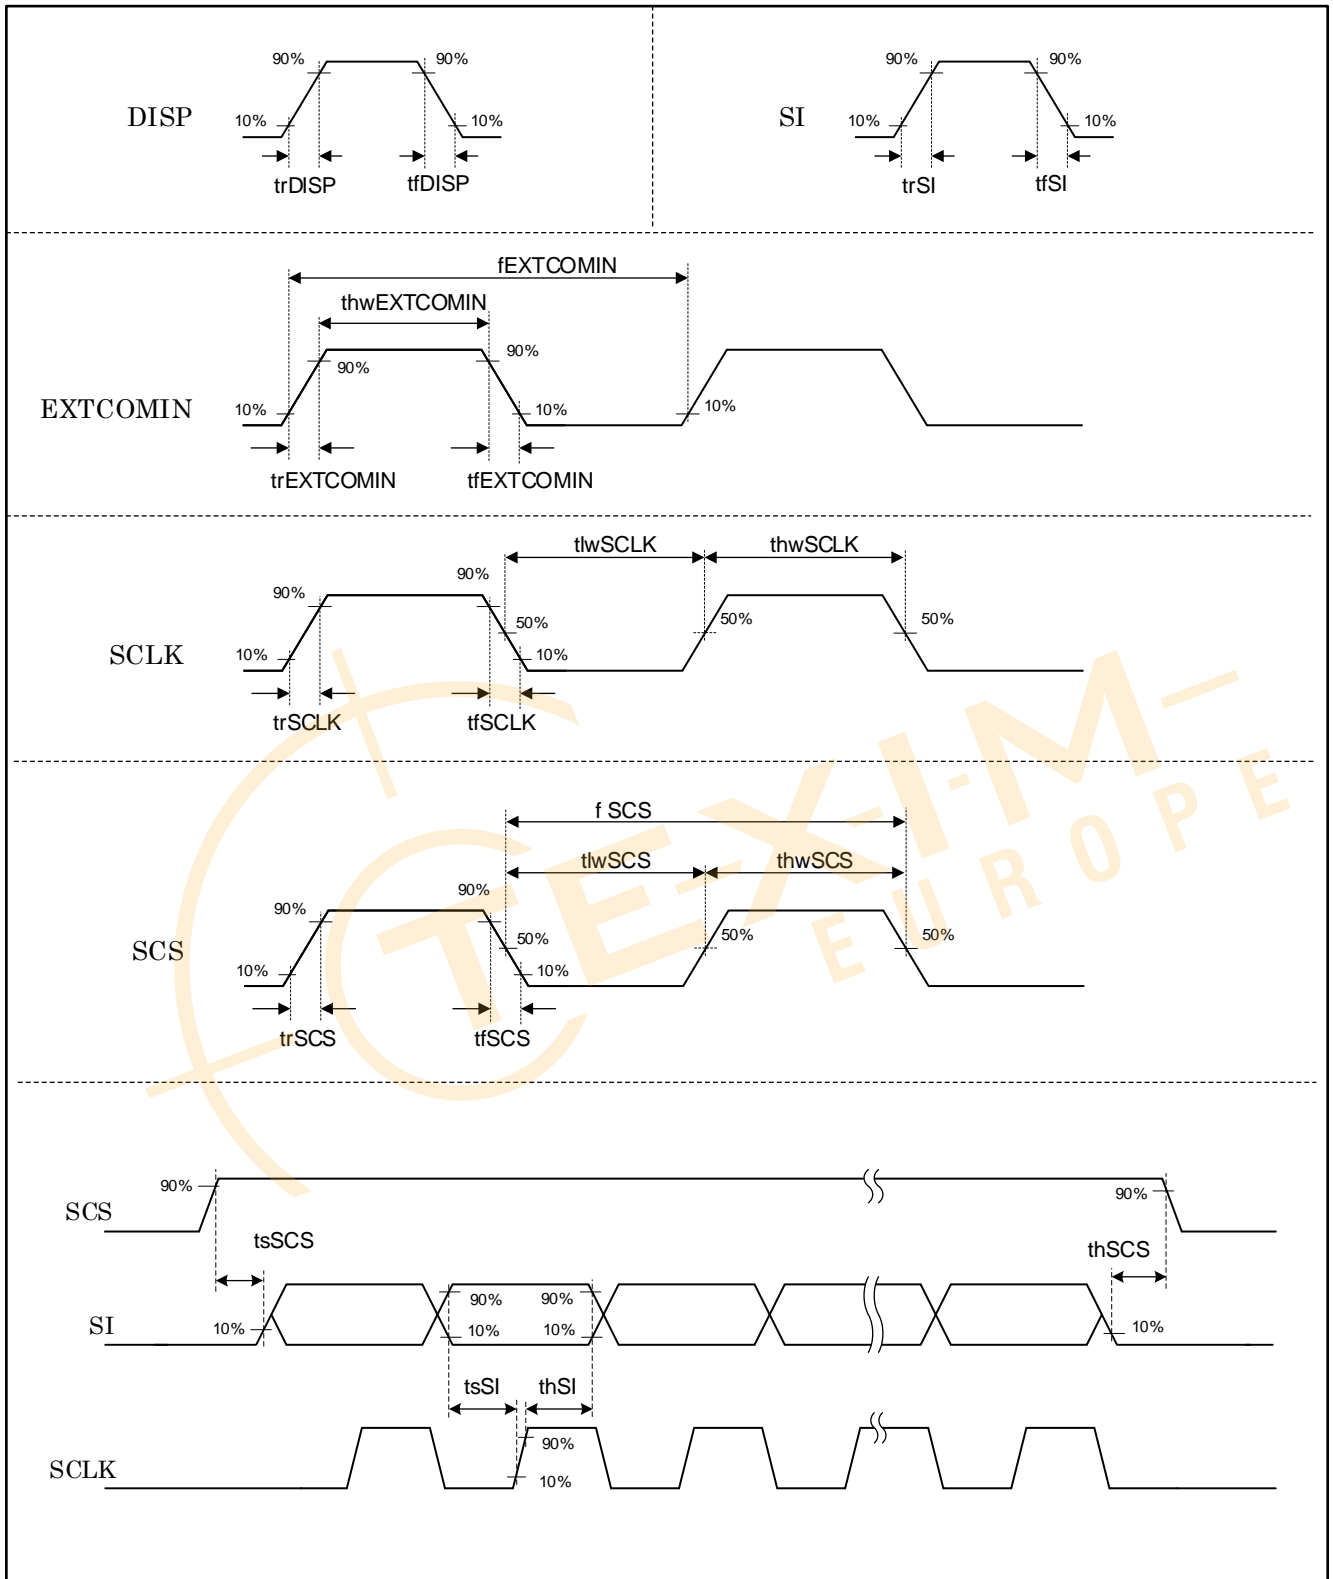 90% 90% 90% 90%
DISP SI
10% 10% 10% 10%
trDISP tfDISP trSI tfSI
fEXTCOMIN
thwEXTCOMIN
90% 90%
EXTCOMIN
10% 10% 10%
trEXTCOMIN tfEXTCOMIN
tlwSCLK thwSCLK
90% 90%
50% 50% 50%
SCLK
10% 10%
trSCLK tfSCLK
f SCS
tlwSCS thwSCS
90% 90%
50% 50% 50%
SCS
10% 10%
trSCS tfSCS
TEXIM
EUROPE
90% 90%
SCS
tsSCS thSCS
90% 90%
SI
10% 10% 10% 10%
tsSI thSI
90%
SCLK
10%